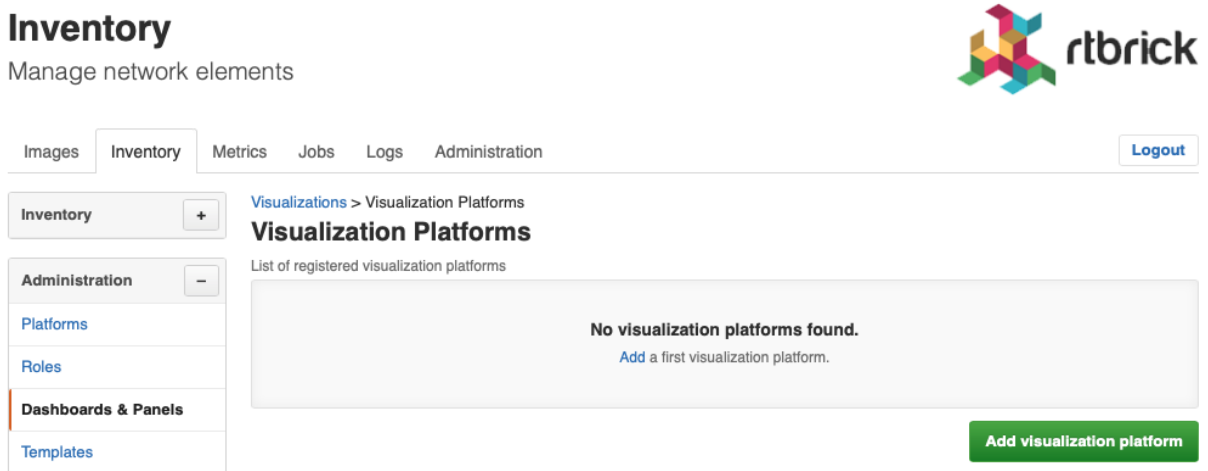 Inventory
Manage network elements
rtbrick
Images Inventory Metrics Jobs Logs Administration Logout
Inventory +
Administration −
Platforms
Roles
Dashboards & Panels
Templates
Visualizations > Visualization Platforms
Visualization Platforms
List of registered visualization platforms
No visualization platforms found.
Add a first visualization platform.
Add visualization platform